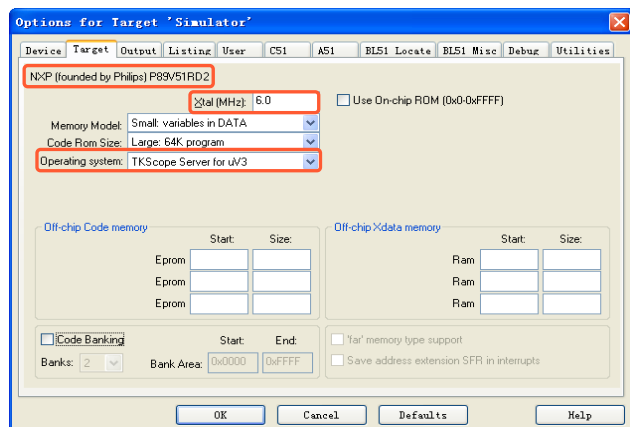 Options for Target 'Simulator'
Device Target Output Listing User C51 A51 BL51 Locate BL51 Misc Debug Utilities
NXP (founded by Philips) P89V51RD2
Xtal (MHz): 6.0 Use On-chip ROM (0x0-0xFFFF)
Memory Model: Small: variables in DATA
Code Rom Size: Large: 64K program
Operating system: TKScope Server for uV3
Off-chip Code memory Off-chip Xdata memory
Start: Size: Start: Size:
Eprom Ram
Eprom Ram
Eprom Ram
Code Banking Start: End: 'far' memory type support
Banks: 2 Bank Area: 0x0000 0xFFFF Save address extension SFR in interrupts
OK Cancel Defaults Help